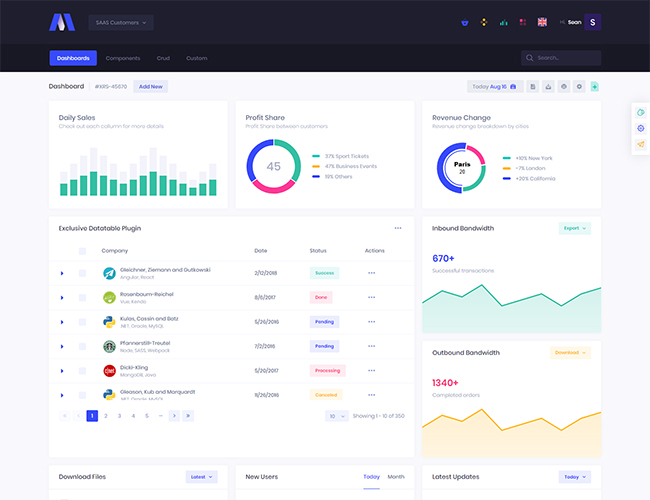 SAAS Customers
Hi, Sean S
Dashboards Components Crud Custom Search...
Dashboard #XRS-45670 Add New Today Aug 16
Daily Sales
Check out each column for more details
Profit Share
Profit Share between customers
45
37% Sport Tickets
47% Business Events
19% Others
Revenue Change
Revenue change breakdown by cities
Paris
20
+10% New York
-7% London
+20% California
Exclusive Datatable Plugin
Company Date Status Actions
Gleichner, Ziemann and Gutkowski
Angular, React
2/12/2018 Success
Rosenbaum-Reichel
Vue, Kendo
8/6/2017 Done
Kulas, Cassin and Batz
.NET, Oracle, MySQL
5/26/2016 Pending
Pfannerstill-Treutel
Node, SASS, Webpack
7/2/2016 Pending
Dicki-Kling
MongoDB, Java
5/20/2017 Processing
Gleason, Kub and Marquardt
.NET, Oracle, MySQL
11/26/2016 Canceled
1 2 3 4 5 ... 10 Showing 1 - 10 of 350
Inbound Bandwidth Export
670+
Successful transactions
Outbound Bandwidth Download
1340+
Completed orders
Download Files Latest
New Users Today Month
Latest Updates Today